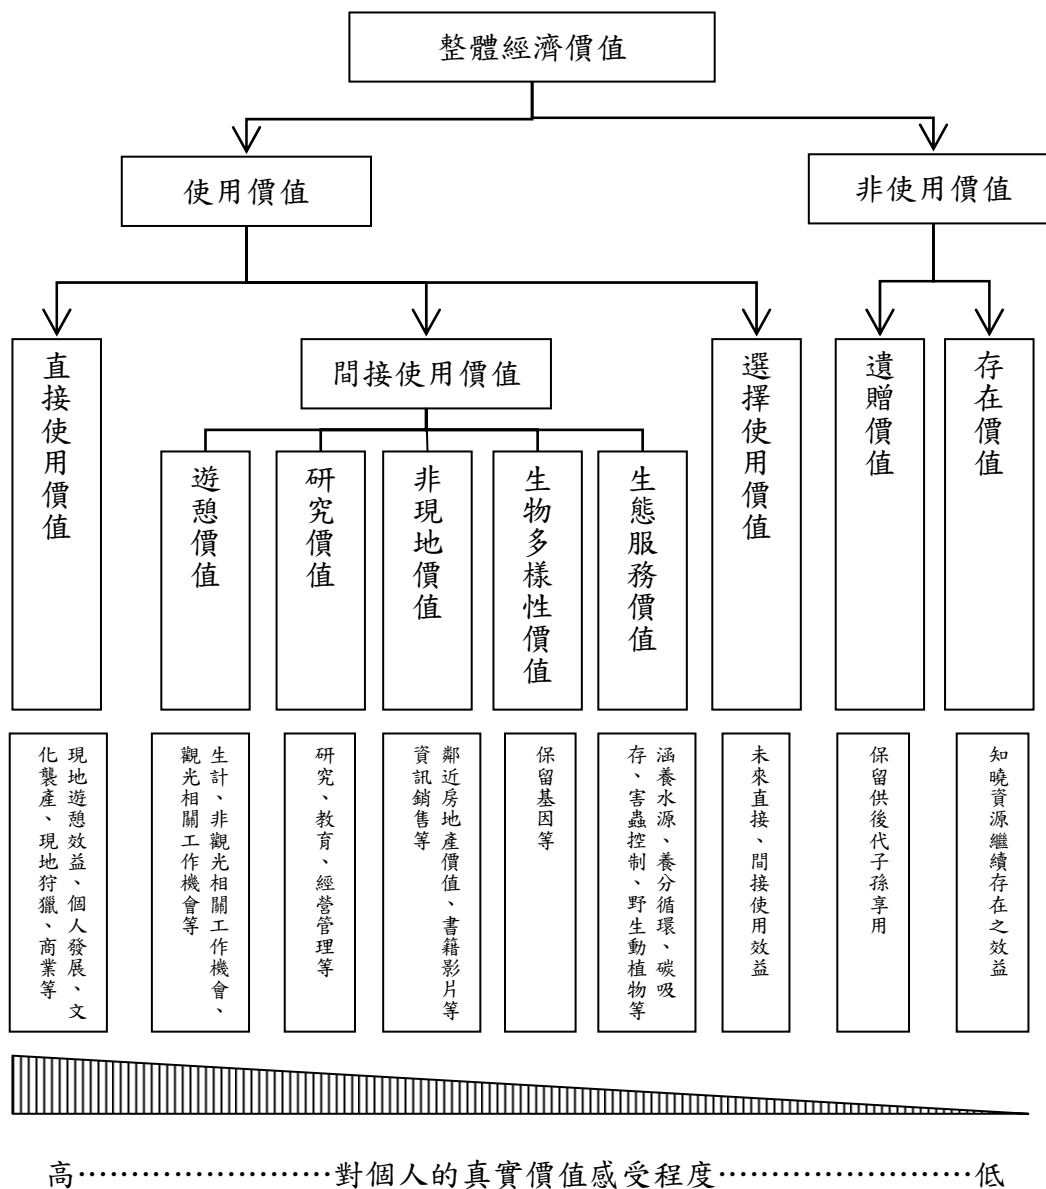 整體經濟價值
使用價值
非使用價值
直接使用價值
間接使用價值
選擇使用價值
遺贈價值
存在價值
遊憩價值
研究價值
非現地價值
生物多樣性價值
生態服務價值
現地遊憩效益、個人發展、文
化襲產、現地狩獵、商業等
生計、非觀光相關工作機會、
觀光相關工作機會等
研究、教育、經營管理等
鄰近房地產價值、書籍影片等
資訊銷售等
保留基因等
涵養水源、養分循環、碳吸
存、害蟲控制、野生動植物等
未來直接、間接使用效益
保留供後代子孫享用
知曉資源繼續存在之效益
高························對個人的真實價值感受程度························低